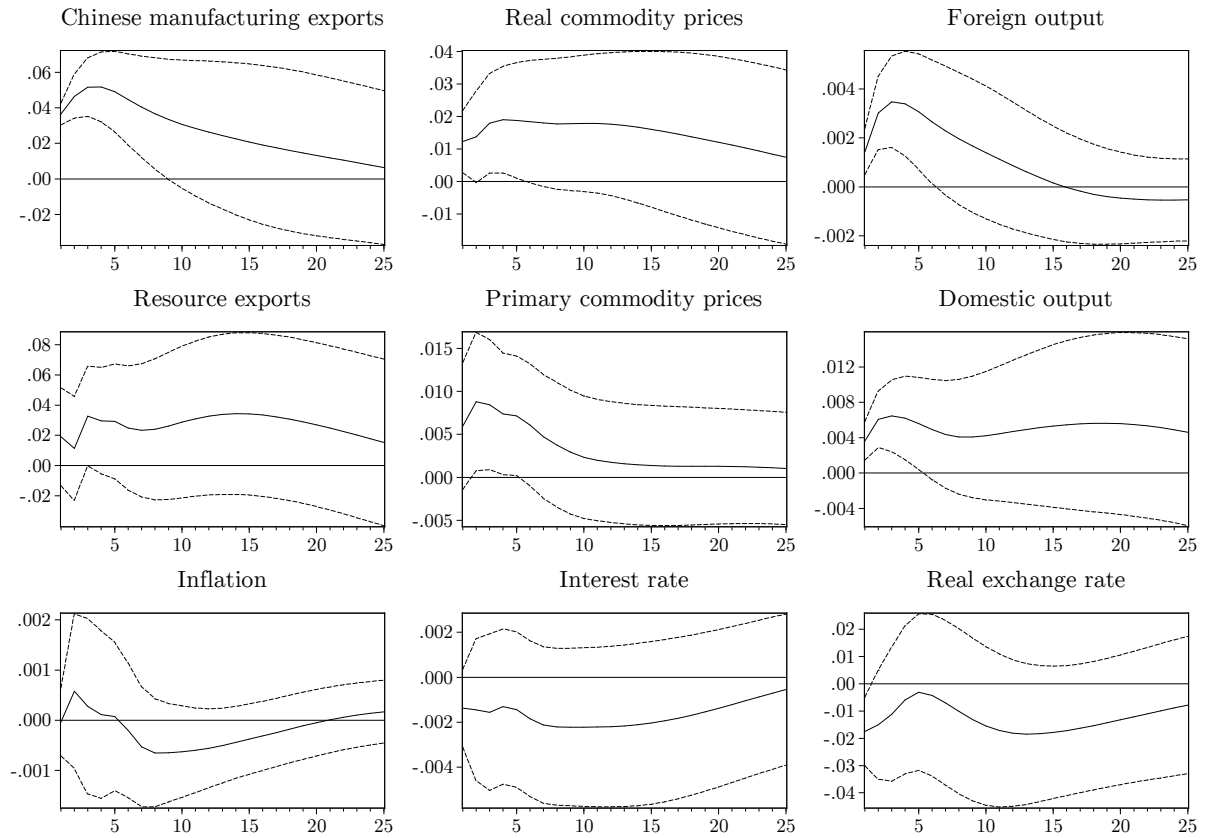 Chinese manufacturing exports
.06
.04
.02
.00
-.02
5 10 15 20 25
Real commodity prices
.04
.03
.02
.01
.00
-.01
5 10 15 20 25
Foreign output
.004
.002
.000
-.002
5 10 15 20 25
Resource exports
.08
.06
.04
.02
.00
-.02
5 10 15 20 25
Primary commodity prices
.015
.010
.005
.000
-.005
5 10 15 20 25
Domestic output
.012
.008
.004
.000
-.004
5 10 15 20 25
Inflation
.002
.001
.000
-.001
5 10 15 20 25
Interest rate
.002
.000
-.002
-.004
5 10 15 20 25
Real exchange rate
.02
.01
.00
-.01
-.02
-.03
-.04
5 10 15 20 25